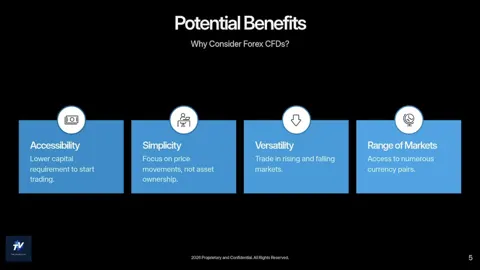 Potential Benefits
Why Consider Forex CFDs?
Accessibility
Lower capital
requirement to start
trading.
Simplicity
Focus on price
movements, not asset
ownership.
Versatility
Trade in rising and falling
markets.
Range of Markets
Access to numerous
currency pairs.
2024 Proprietary and Confidential. All Rights Reserved.
5